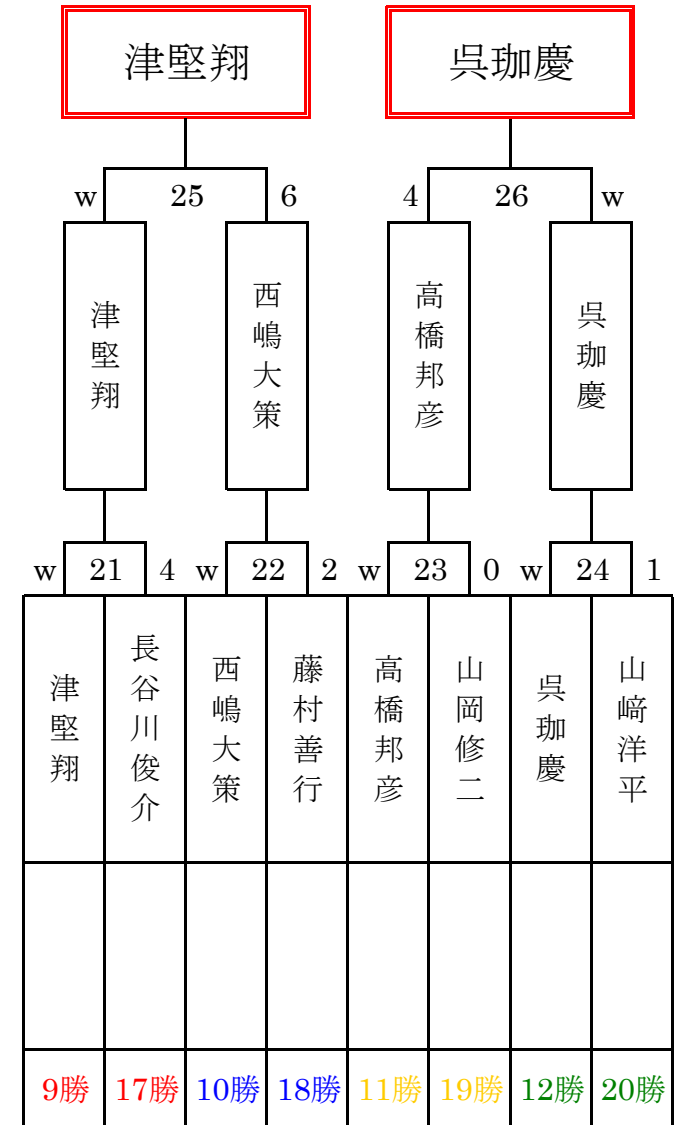 津堅翔 呉珈慶
w 25 6 4 26 w
津堅翔 西嶋大策 高橋邦彦 呉珈慶
w 21 4 w 22 2 w 23 0 w 24 1
津堅翔 長谷川俊介 西嶋大策 藤村善行 高橋邦彦 山岡修二 呉珈慶 山﨑洋平
9勝 17勝 10勝 18勝 11勝 19勝 12勝 20勝